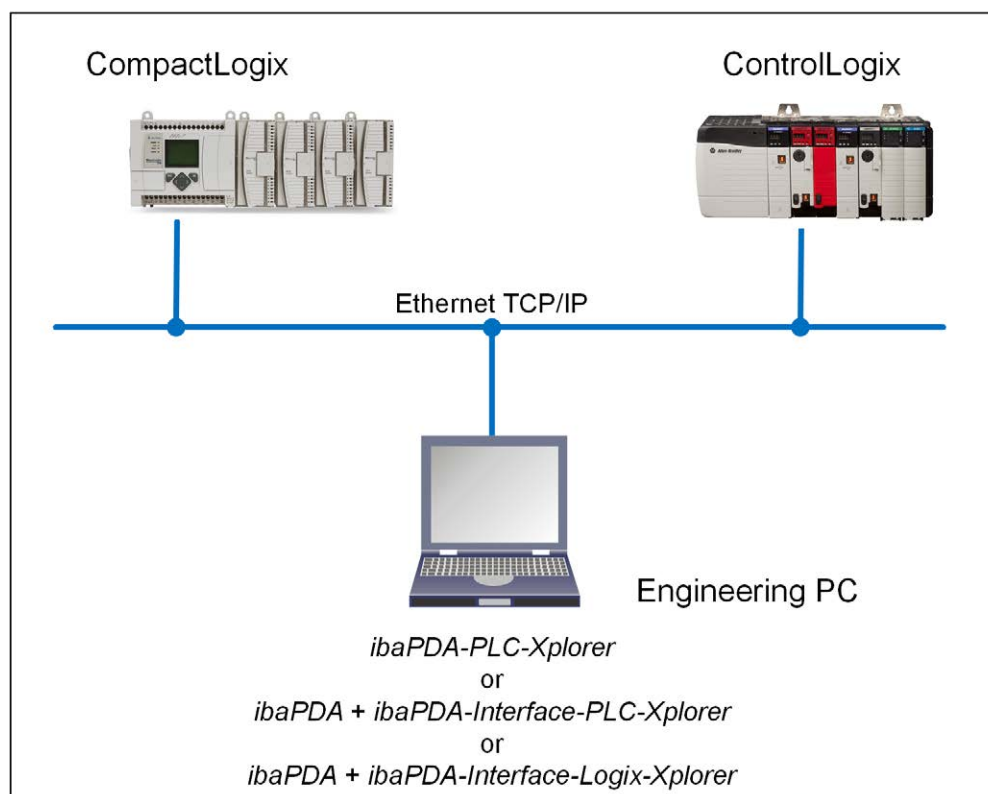 CompactLogix
ControlLogix
Ethernet TCP/IP
Engineering PC
ibaPDA-PLC-Xplorer
or
ibaPDA + ibaPDA-Interface-PLC-Xplorer
or
ibaPDA + ibaPDA-Interface-Logix-Xplorer